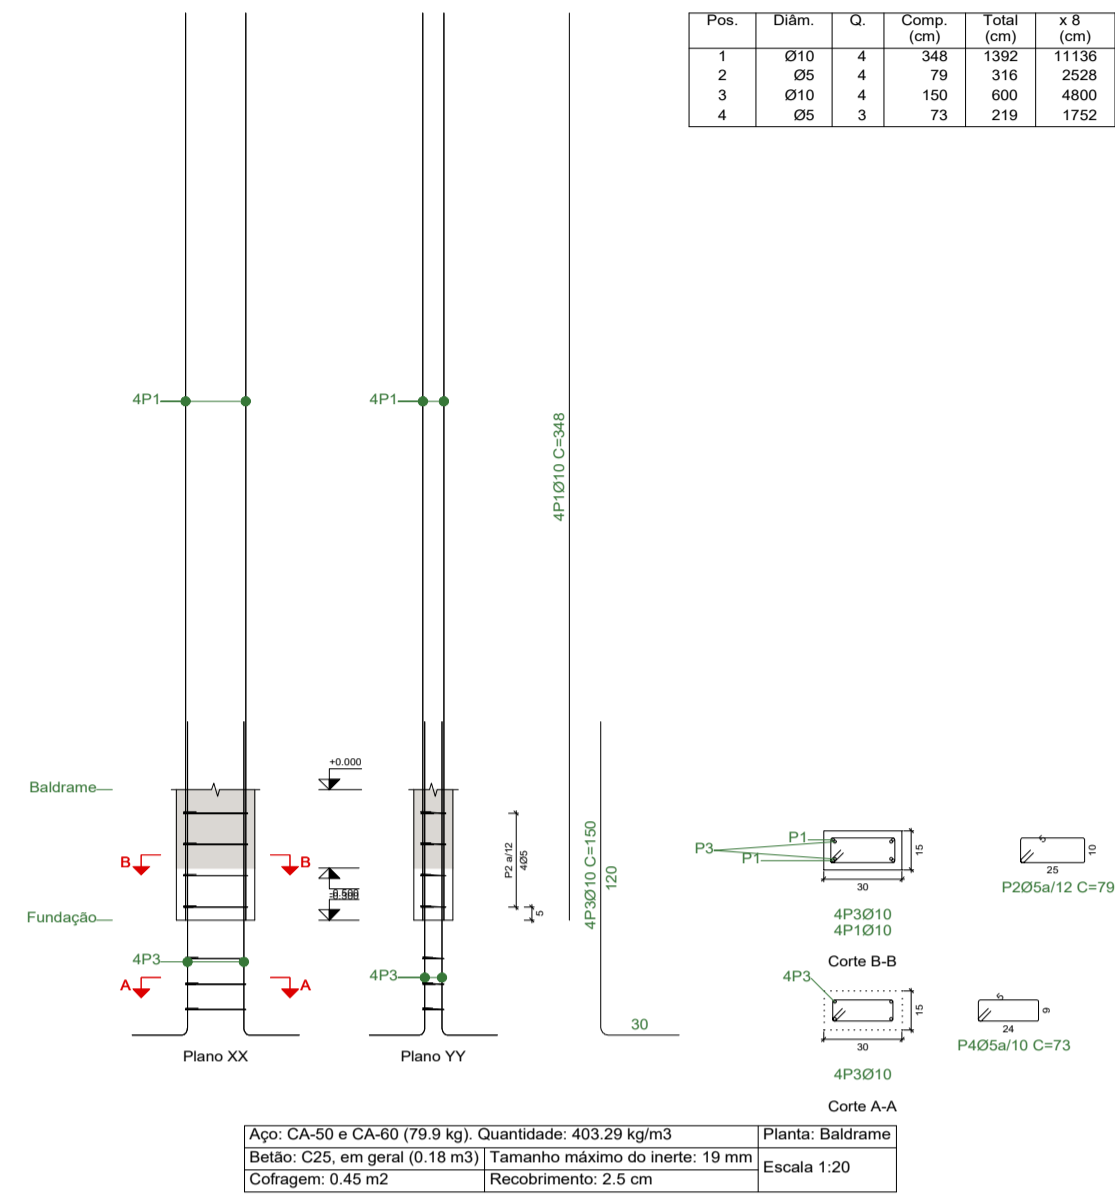 Pos. Diâm. Q. Comp. (cm) Total (cm) x 8 (cm)
1 Ø10 4 348 1392 11136
2 Ø5 4 79 316 2528
3 Ø10 4 150 600 4800
4 Ø5 3 73 219 1752
4P1
4P1
4P1Ø10 C=348
+0.000
Baldrame
B B
P2 a/12
4Ø5
5
Fundação
4P3
4P3
A A
4P3Ø10 C=150
120
30
Plano XX
Plano YY
P1
P3
P1
15
30
4P3Ø10
4P1Ø10
Corte B-B
5
10
25
P2Ø5a/12 C=79
4P3
15
30
4P3Ø10
Corte A-A
5
9
24
P4Ø5a/10 C=73
Aço: CA-50 e CA-60 (79.9 kg). Quantidade: 403.29 kg/m3 Planta: Baldrame
Betão: C25, em geral (0.18 m3) Tamanho máximo do inerte: 19 mm Escala 1:20
Cofragem: 0.45 m2 Recobrimento: 2.5 cm